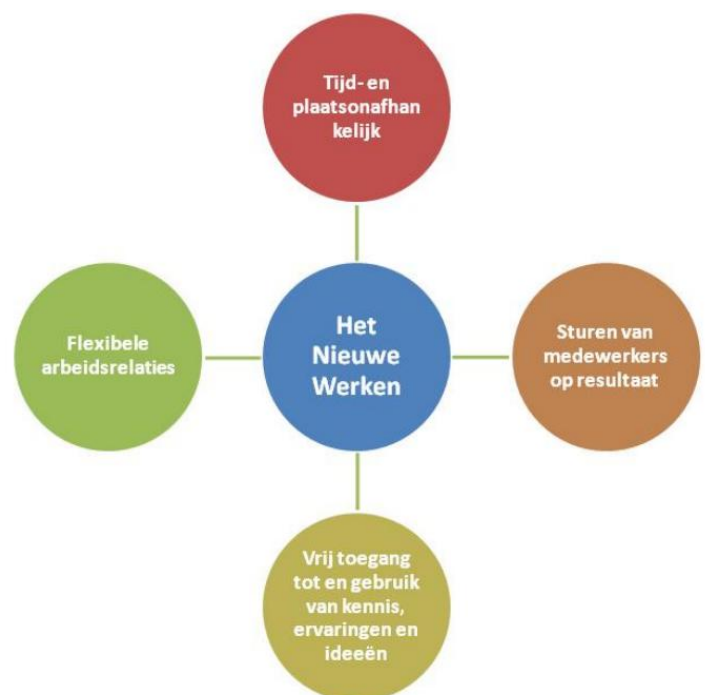 Tijd- en
plaatsonafhan
kelijk
Flexibele
arbeidsrelaties
Het
Nieuwe
Werken
Sturen van
medewerkers
op resultaat
Vrij toegang
tot en gebruik
van kennis,
ervaringen en
ideeën